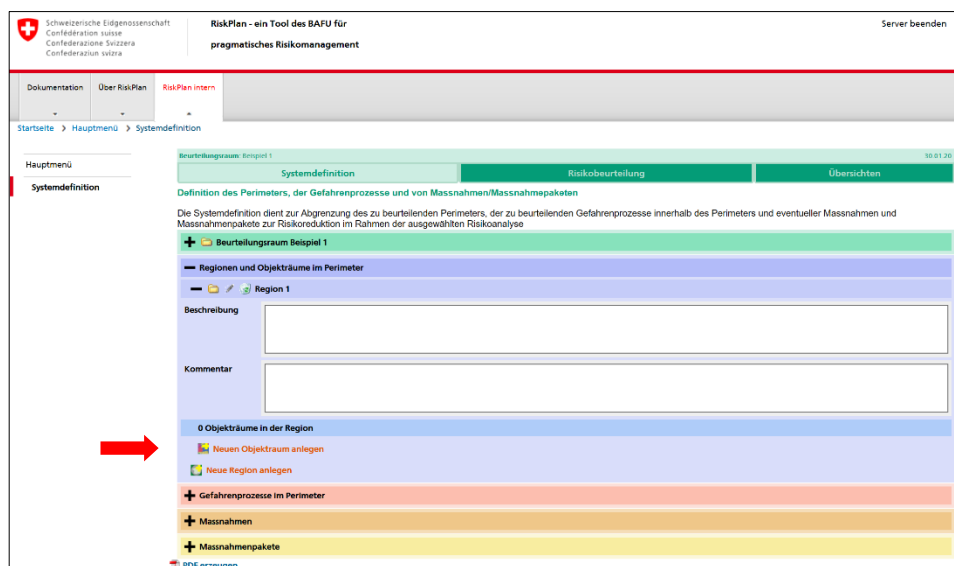 Schweizerische Eidgenossenschaft
Confédération suisse
Confederazione Svizzera
Confederaziun svizra
RiskPlan - ein Tool des BAFU für
pragmatisches Risikomanagement
Server beenden
Dokumentation
Über RiskPlan
RiskPlan intern
Startseite > Hauptmenü > Systemdefinition
Hauptmenü
Systemdefinition
Beurteilungsraum: Beispiel 1
30.01.20
Systemdefinition
Risikobeurteilung
Übersichten
Definition des Perimeters, der Gefahrenprozesse und von Massnahmen/Massnahmepaketen
Die Systemdefinition dient zur Abgrenzung des zu beurteilenden Perimeters, der zu beurteilenden Gefahrenprozesse innerhalb des Perimeters und eventueller Massnahmen und
Massnahmenpakete zur Risikoreduktion im Rahmen der ausgewählten Risikoanalyse
Beurteilungsraum Beispiel 1
Regionen und Objekträume im Perimeter
Region 1
Beschreibung
Kommentar
0 Objekträume in der Region
Neuen Objektraum anlegen
Neue Region anlegen
Gefahrenprozesse im Perimeter
Massnahmen
Massnahmenpakete
PDF erzeugen